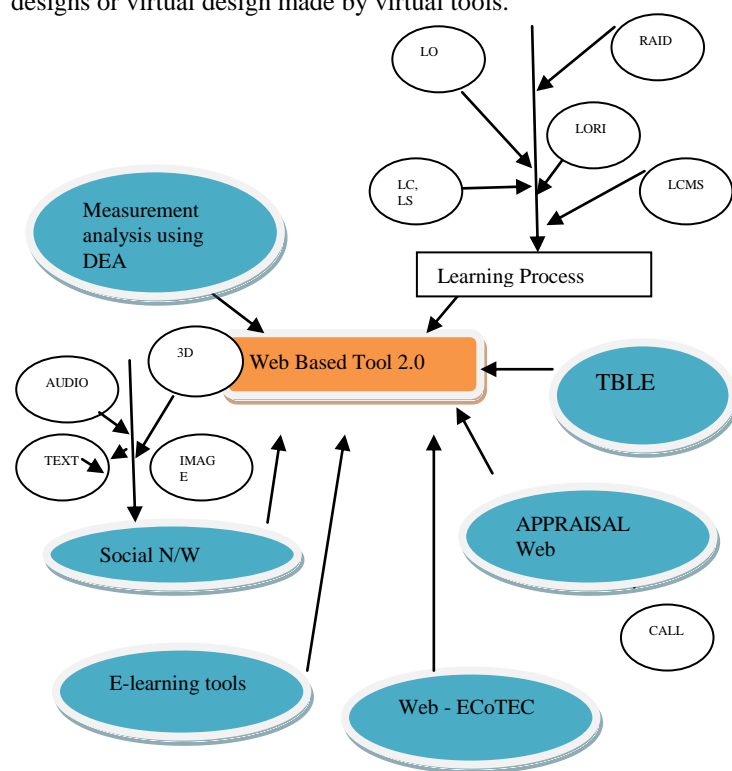 designs or virtual design made by virtual tools.
LO
RAID
LORI
LC,
LS
LCMS
Measurement
analysis using
DEA
Learning Process
3D
Web Based Tool 2.0
AUDIO
TBLE
TEXT
IMAG
E
APPRAISAL
Web
Social N/W
CALL
E-learning tools
Web - ECoTEC